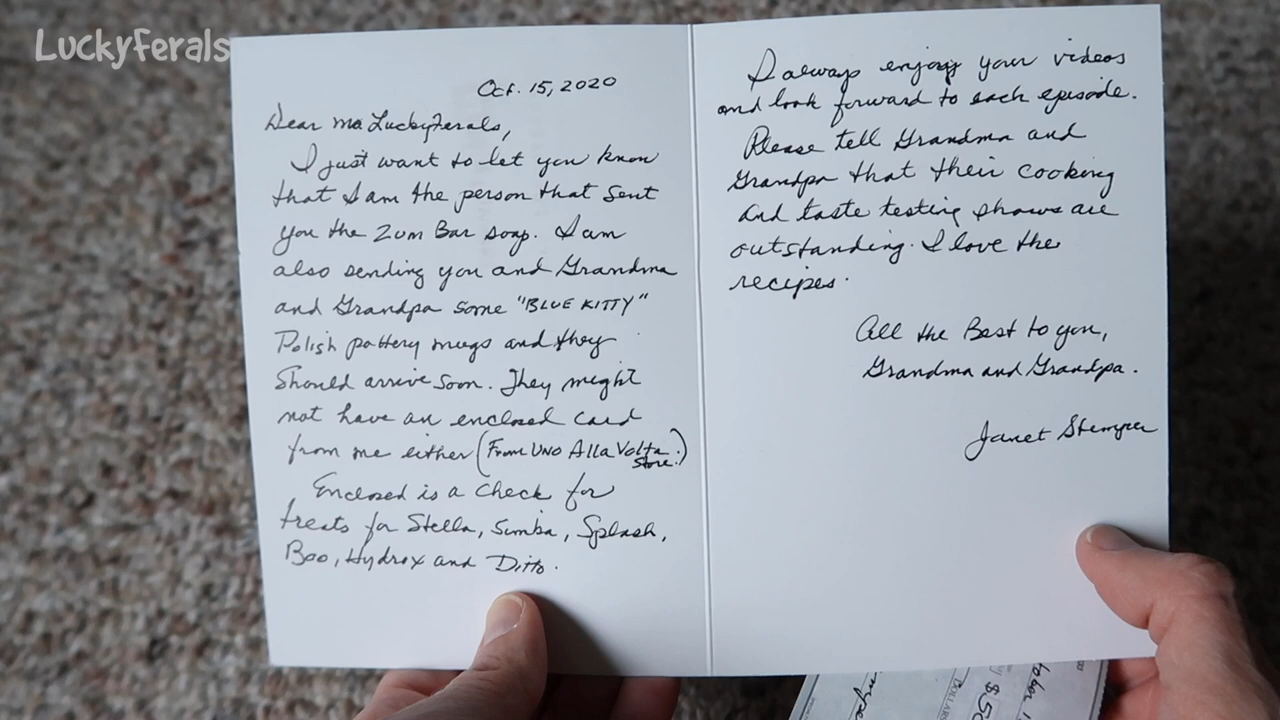 LuckyFerals
Oct. 15, 2020
Dear Ms. LuckyFerals,
I just want to let you know
that I am the person that sent
you the Zum Bar soap. I am
also sending you and Grandma
and Grandpa some "BLUE KITTY"
Polish pottery mugs and they
should arrive soon. They might
not have an enclosed card
from me either (From UNO Alla Volta
Store.)
Enclosed is a check for
treats for Stella, Simba, Splash,
Boo, Hydrox and Ditto.
I always enjoy your videos
and look forward to each episode.
Please tell Grandma and
Grandpa that their cooking
and taste testing shows are
outstanding. I love the
recipes.
All the Best to you,
Grandma and Grandpa.
Janet Stemper
DOLLARS
$50